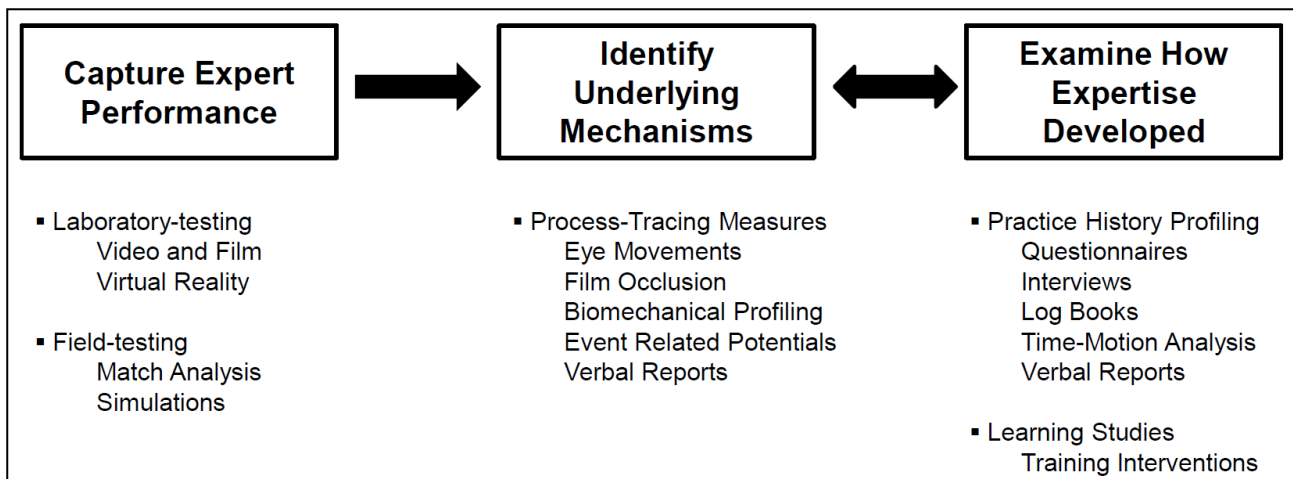 Capture Expert
Performance
Identify
Underlying
Mechanisms
Examine How
Expertise
Developed
▪ Laboratory-testing
Video and Film
Virtual Reality
▪ Field-testing
Match Analysis
Simulations
▪ Process-Tracing Measures
Eye Movements
Film Occlusion
Biomechanical Profiling
Event Related Potentials
Verbal Reports
▪ Practice History Profiling
Questionnaires
Interviews
Log Books
Time-Motion Analysis
Verbal Reports
▪ Learning Studies
Training Interventions